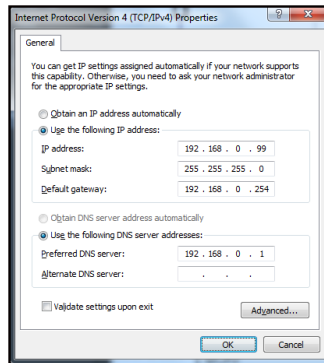 Internet Protocol Version 4 (TCP/IPv4) Properties
General
You can get IP settings assigned automatically if your network supports
this capability. Otherwise, you need to ask your network administrator
for the appropriate IP settings.
Obtain an IP address automatically
Use the following IP address:
IP address: 192 . 168 . 0 . 99
Subnet mask: 255 . 255 . 255 . 0
Default gateway: 192 . 168 . 0 . 254
Obtain DNS server address automatically
Use the following DNS server addresses:
Preferred DNS server: 192 . 168 . 0 . 1
Alternate DNS server: . . .
Validate settings upon exit
Advanced...
OK Cancel